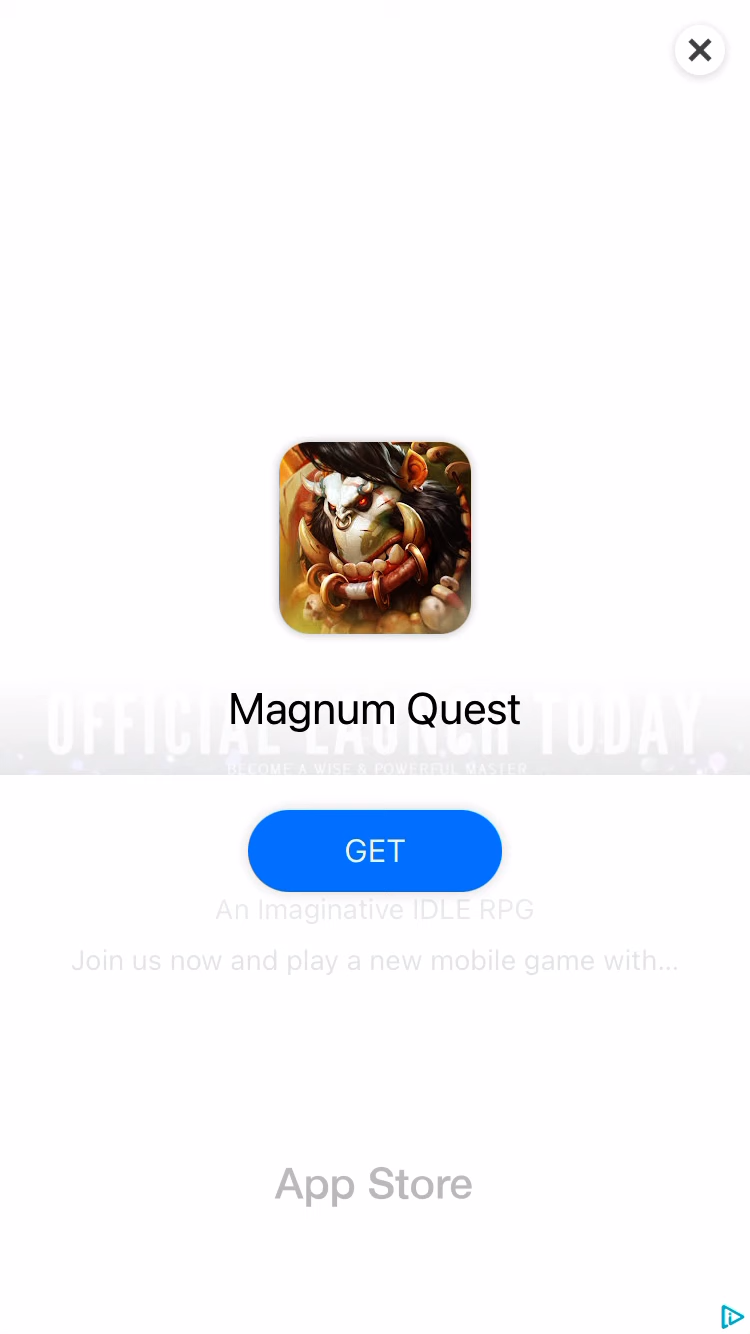 Magnum Quest
OFFICIAL LAUNCH TODAY
BECOME A WISE & POWERFUL MASTER
GET
An Imaginative IDLE RPG
Join us now and play a new mobile game with...
App Store